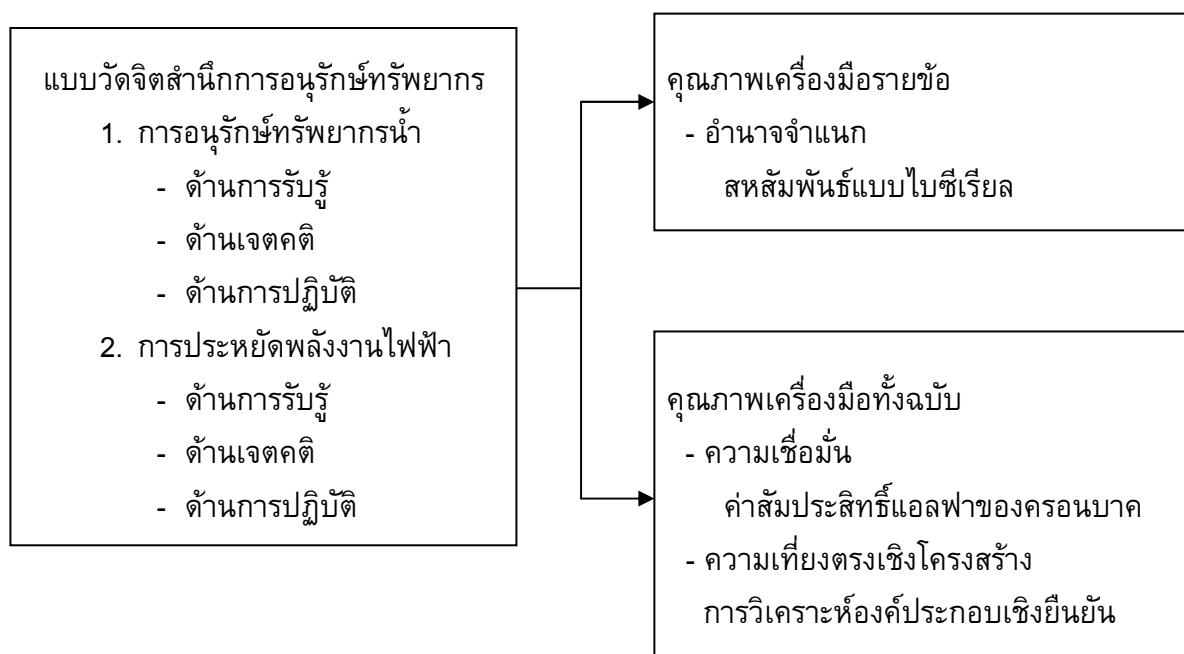 แบบวัดจิตสำนึกการอนุรักษ์ทรัพยากร
1. การอนุรักษ์ทรัพยากรน้ำ
- ด้านการรับรู้
- ด้านเจตคติ
- ด้านการปฏิบัติ
2. การประหยัดพลังงานไฟฟ้า
- ด้านการรับรู้
- ด้านเจตคติ
- ด้านการปฏิบัติ
คุณภาพเครื่องมือรายข้อ
- อำนาจจำแนก
สหสัมพันธ์แบบไบซีเรียล
คุณภาพเครื่องมือทั้งฉบับ
- ความเชื่อมั่น
ค่าสัมประสิทธิ์แอลฟาของครอนบาค
- ความเที่ยงตรงเชิงโครงสร้าง
การวิเคราะห์องค์ประกอบเชิงยืนยัน